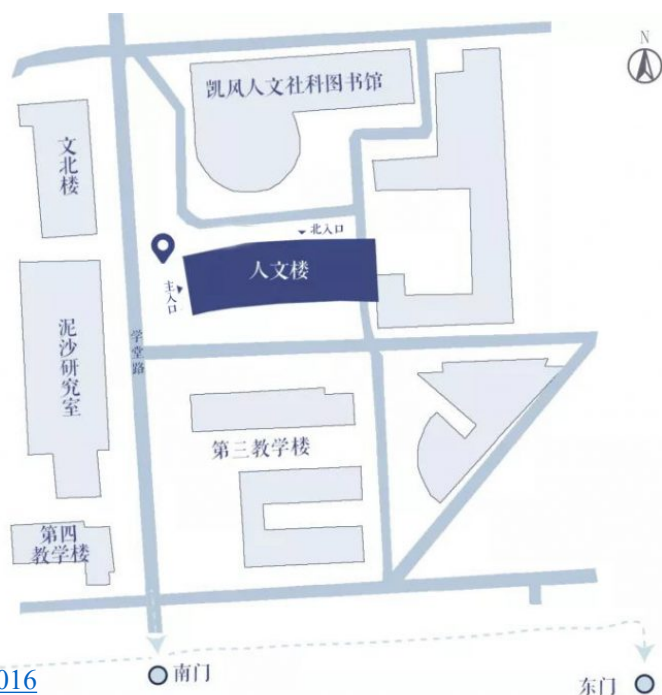 N
凯风人文社科图书馆
文北楼
北入口
人文楼
主入口
学堂路
泥沙研究室
第三教学楼
第四
教学楼
016
南门
东门